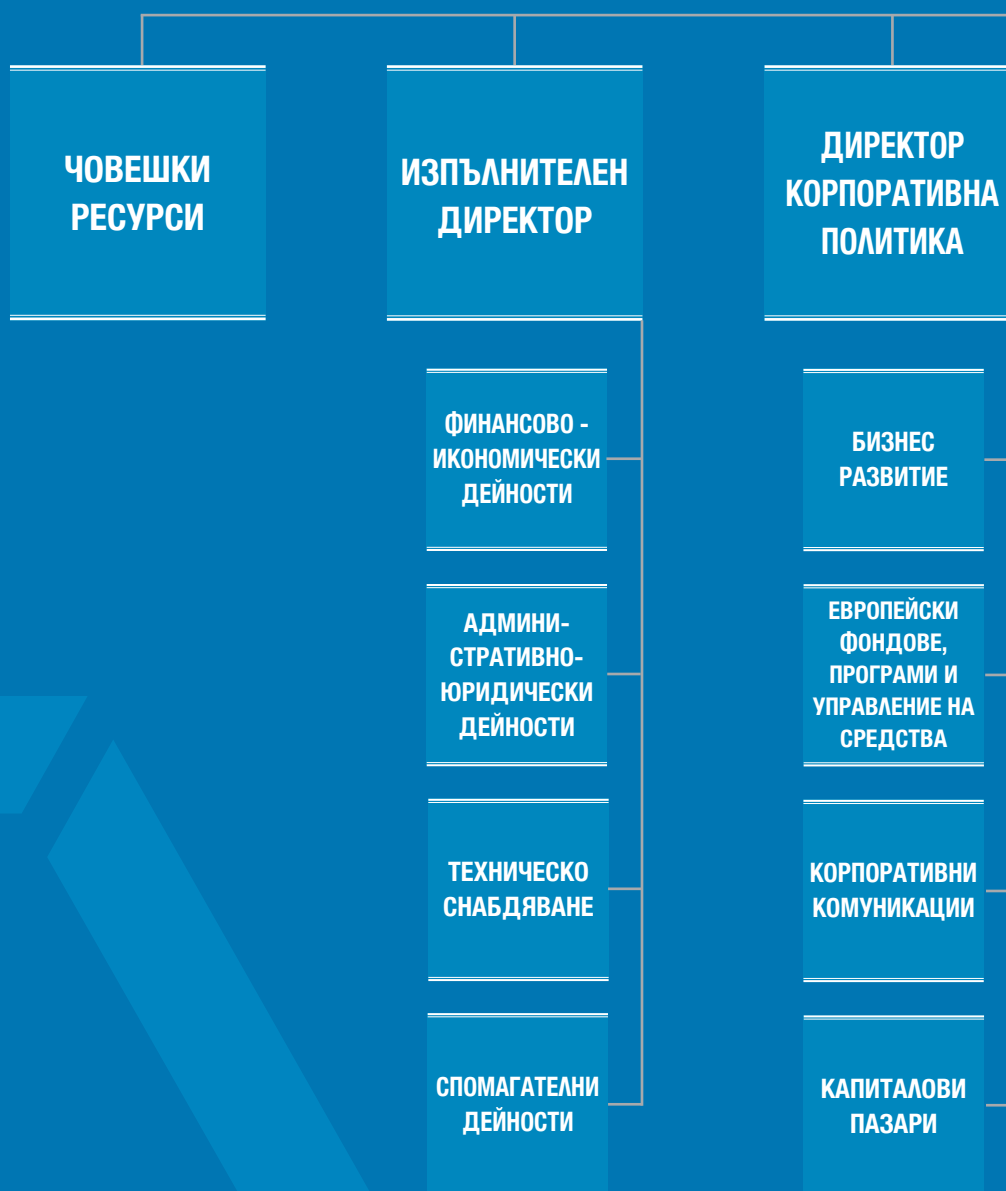 ЧОВЕШКИ
РЕСУРСИ
ИЗПЪЛНИТЕЛЕН
ДИРЕКТОР
ДИРЕКТОР
КОРПОРАТИВНА
ПОЛИТИКА
ФИНАНСОВО -
ИКОНОМИЧЕСКИ
ДЕЙНОСТИ
АДМИНИ-
СТРАТИВНО-
ЮРИДИЧЕСКИ
ДЕЙНОСТИ
ТЕХНИЧЕСКО
СНАБДЯВАНЕ
СПОМАГАТЕЛНИ
ДЕЙНОСТИ
БИЗНЕС
РАЗВИТИЕ
ЕВРОПЕЙСКИ
ФОНДОВЕ,
ПРОГРАМИ И
УПРАВЛЕНИЕ НА
СРЕДСТВА
КОРПОРАТИВНИ
КОМУНИКАЦИИ
КАПИТАЛОВИ
ПАЗАРИ